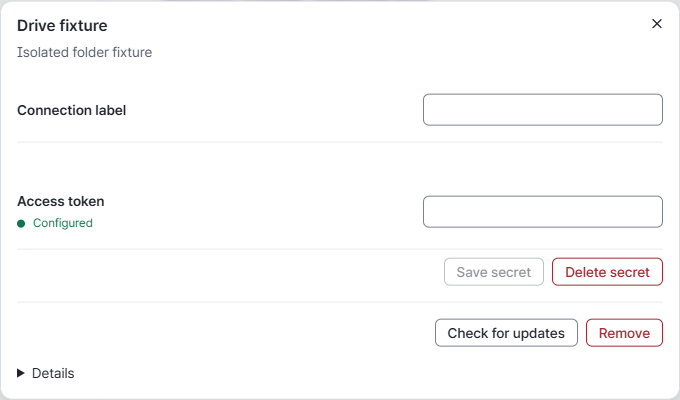 Drive fixture
Isolated folder fixture
Connection label
Access token
Configured
Save secret
Delete secret
Check for updates
Remove
Details